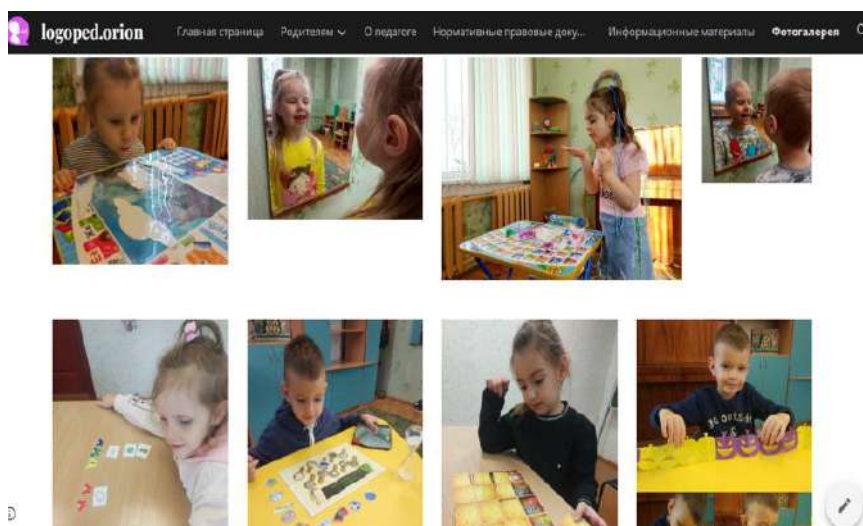 logoped.orion
Главная страница
Родителям
О педагоге
Нормативные правовые доку...
Информационные материалы
Фотогалерея